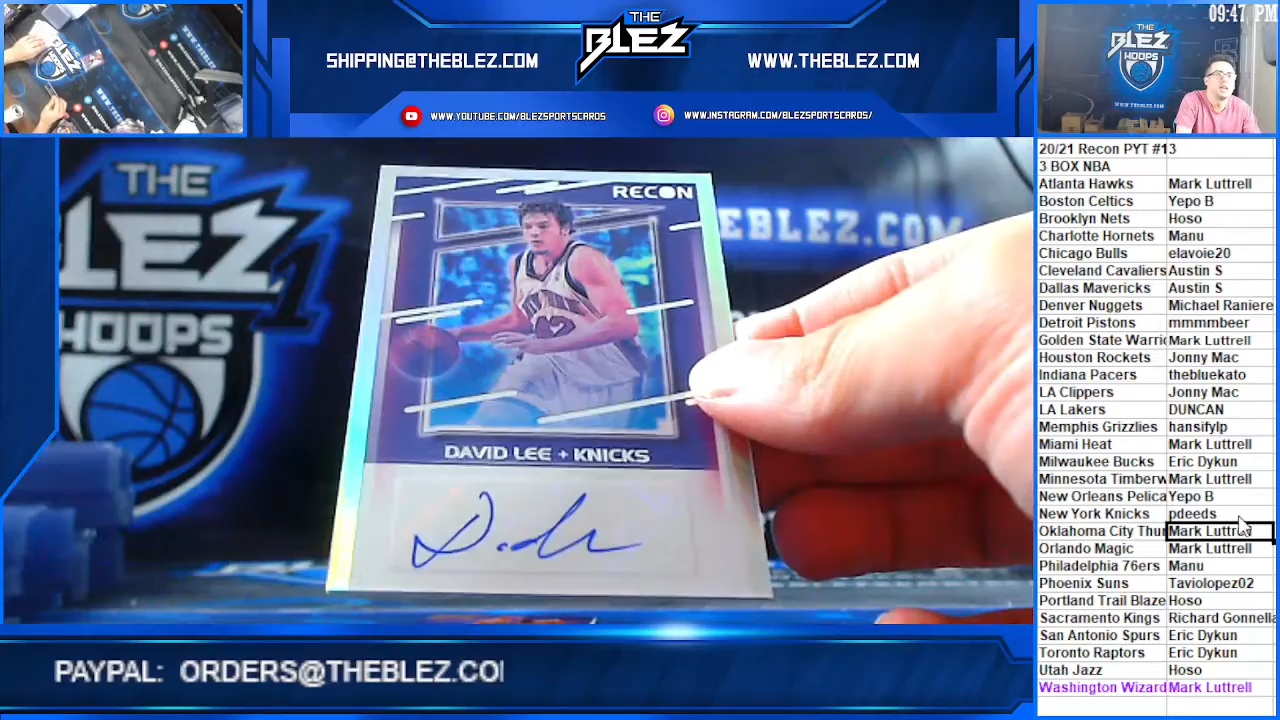 09:47 PM
THE
BLEZ
SHIPPING@THEBLEZ.COM
WWW.THEBLEZ.COM
WWW.YOUTUBE.COM/BLEZSPORTSCARDS
WWW.INSTAGRAM.COM/BLEZSPORTSCARDS/
THE
BLEZ
HOOPS
THE
BLEZ
HOOPS
EBLEZ.COM
RECON
DAVID LEE + KNICKS
20/21 Recon PYT #13
3 BOX NBA
Atlanta Hawks Mark Luttrell
Boston Celtics Yepo B
Brooklyn Nets Hoso
Charlotte Hornets Manu
Chicago Bulls elavoie20
Cleveland Cavaliers Austin S
Dallas Mavericks Austin S
Denver Nuggets Michael Raniere
Detroit Pistons mmmmbeer
Golden State Warri Mark Luttrell
Houston Rockets Jonny Mac
Indiana Pacers thebluekato
LA Clippers Jonny Mac
LA Lakers DUNCAN
Memphis Grizzlies hansifylp
Miami Heat Mark Luttrell
Milwaukee Bucks Eric Dykun
Minnesota Timberw Mark Luttrell
New Orleans Pelica Yepo B
New York Knicks pdeeds
Oklahoma City Thu Mark Luttrell
Orlando Magic Mark Luttrell
Philadelphia 76ers Manu
Phoenix Suns Taviolopez02
Portland Trail Blaze Hoso
Sacramento Kings Richard Gonnella
San Antonio Spurs Eric Dykun
Toronto Raptors Eric Dykun
Utah Jazz Hoso
Washington Wizard Mark Luttrell
PAYPAL: ORDERS@THEBLEZ.CO